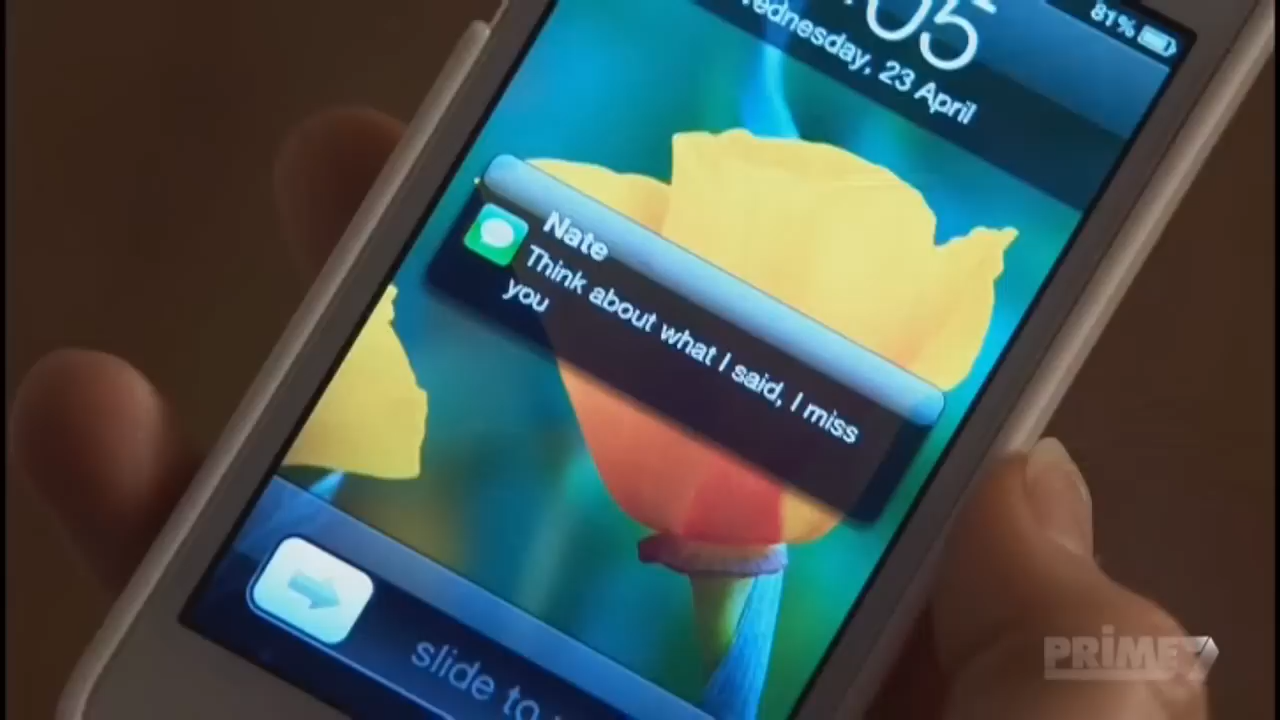 81%
05
Wednesday, 23 April
Nate
Think about what I said, I miss
you
slide to
PRIME7